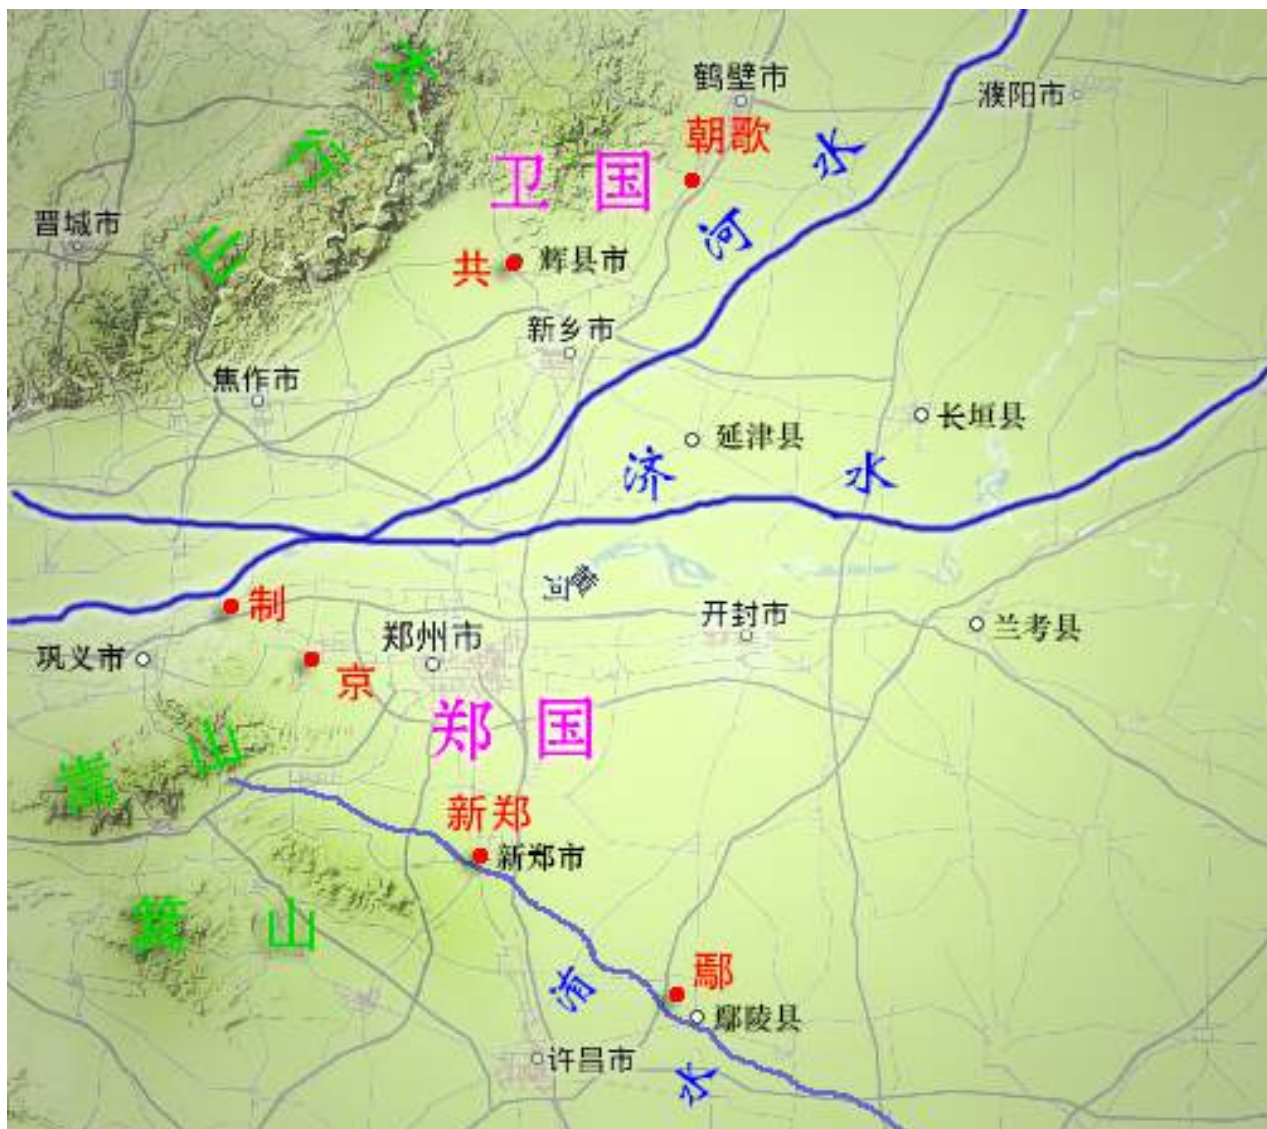 太行山
鹤壁市
濮阳市
朝歌
卫国
河水
晋城市
共
辉县市
新乡市
焦作市
长垣县
延津县
济水
黄河
制
开封市
兰考县
郑州市
巩义市
京
郑国
嵩山
新郑
新郑市
箕山
鄢
洧水
鄢陵县
许昌市